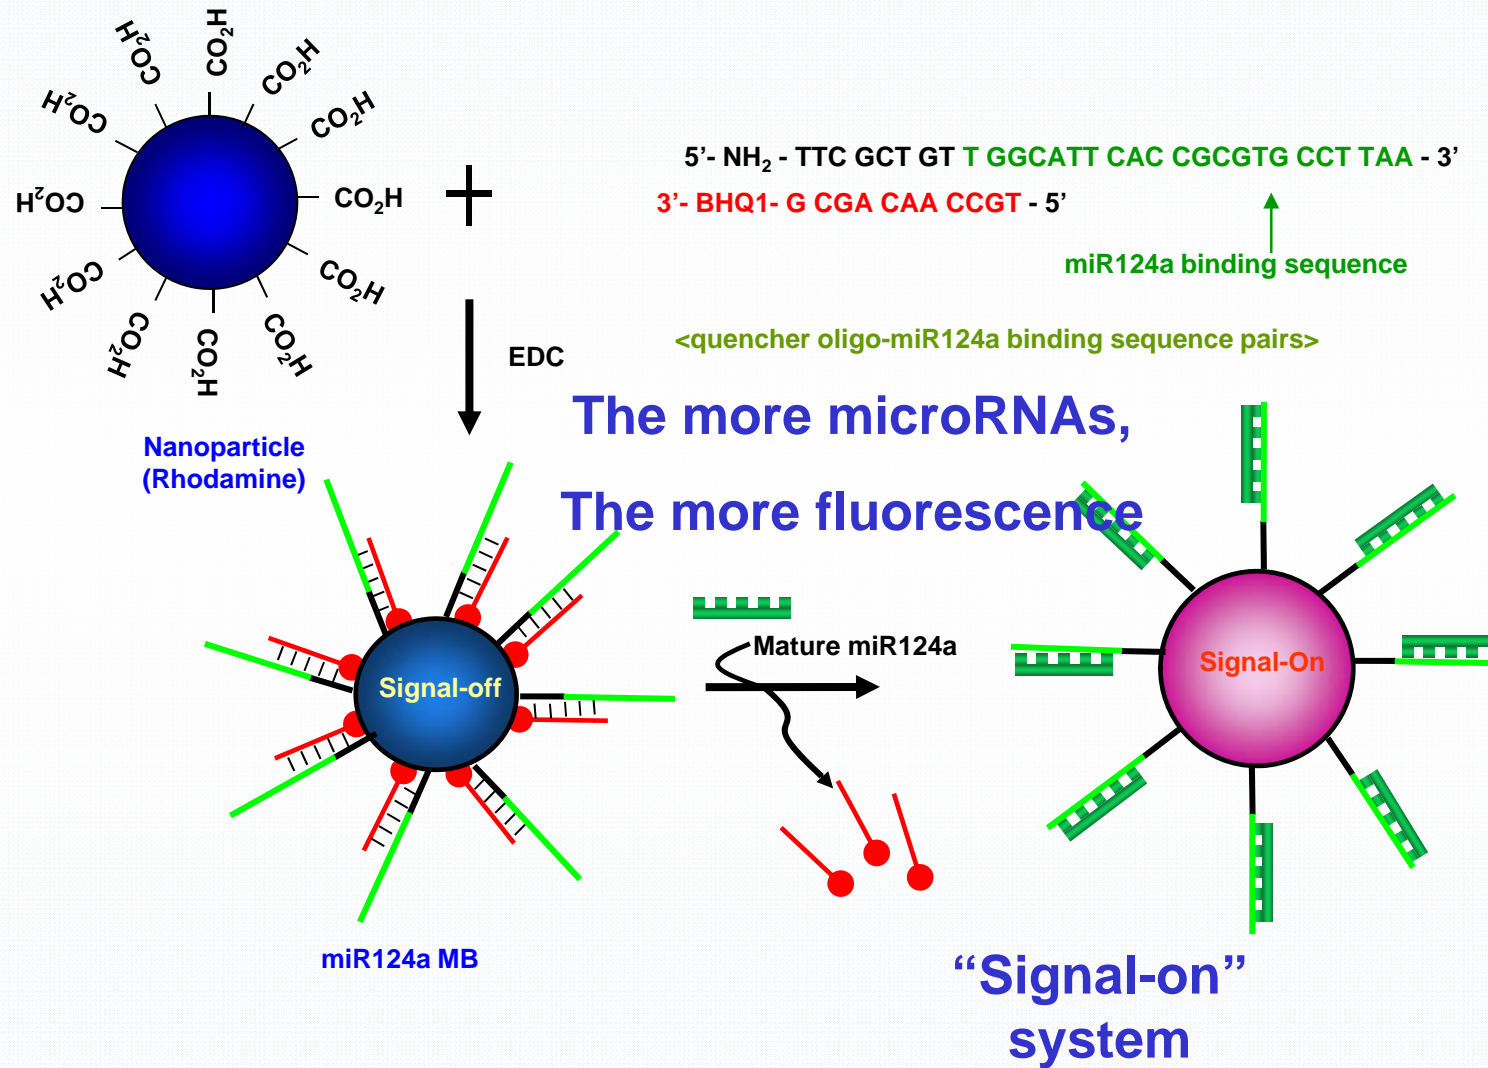 CO2H
CO2H
CO2H
CO2H
CO2H
CO2H
CO2H
CO2H
CO2H
CO2H
CO2H
CO2H
5’- NH2 - TTC GCT GT T GGCATT CAC CGCGTG CCT TAA - 3’
3’- BHQ1- G CGA CAA CCGT - 5’
miR124a binding sequence
<quencher oligo-miR124a binding sequence pairs>
EDC
The more microRNAs,
The more fluorescence
Nanoparticle
(Rhodamine)
Mature miR124a
Signal-off
Signal-On
miR124a MB
“Signal-on”
system